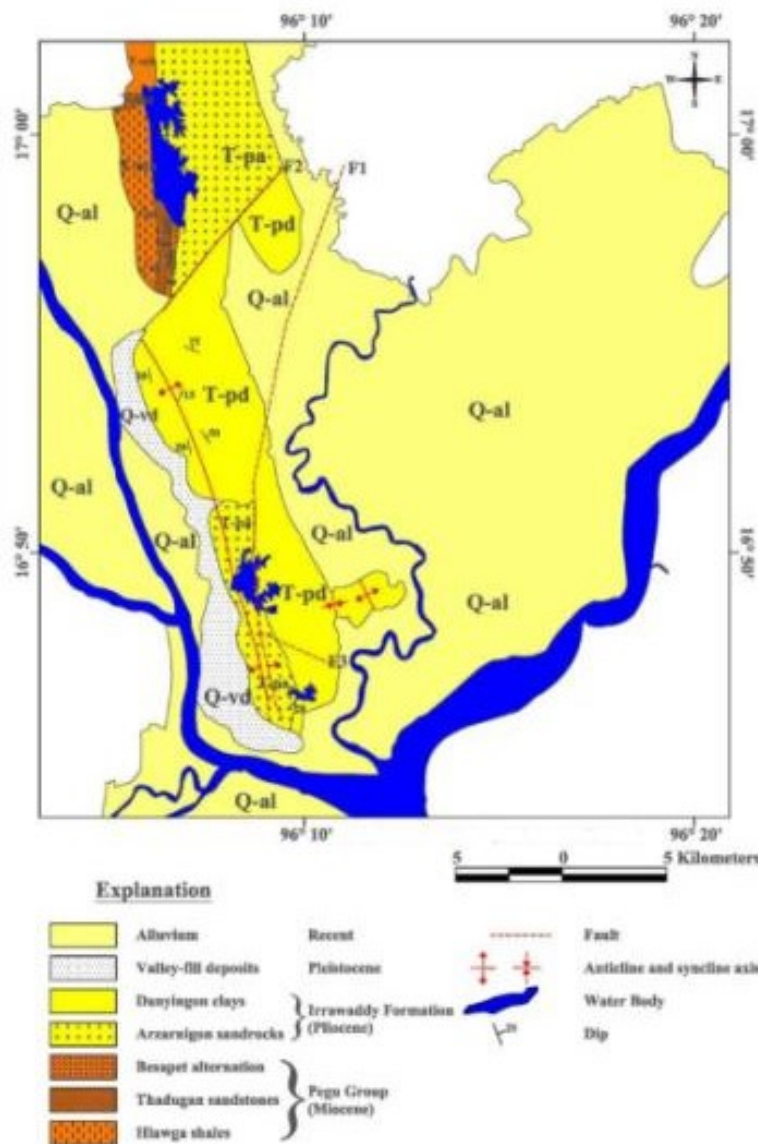 96° 10' 96° 20'
N
W E
S
17° 00' 17° 00'
T-pa
F2 F1
Q-al
T-pd
Q-al
T-pd
Q-vd
Q-al
Q-al
Q-al
Q-al
16° 50' 16° 50'
T-pd
Q-al
F3
Q-vd
Q-al
96° 10' 96° 20'
5 0 5 Kilometers
Explanation
Alluvium Recent Fault
Valley-fill deposits Pleistocene Anticline and syncline axis
Danyingon clays Irrawaddy Formation (Pliocene) Water Body
Arzarnigon sandrocks Dip
Besapet alternation
Thadugan sandstones Pegu Group (Miocene)
Hlawga shales